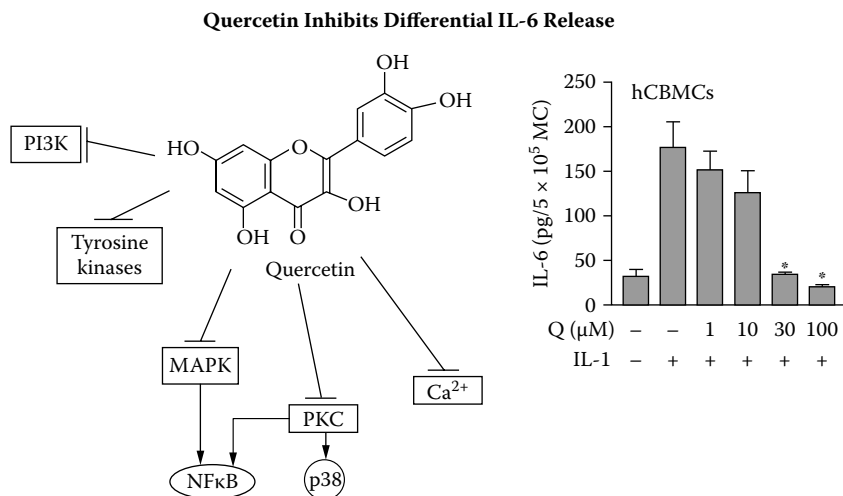 Quercetin Inhibits Differential IL-6 Release
OH
OH
HO
O
OH
OH
O
Quercetin
PI3K
Tyrosine
kinases
MAPK
PKC
Ca²⁺
NFκB
p38
hCBMCs
IL-6 (pg/5 × 10⁵ MC)
250
200
150
100
50
0
* *
Q (μM) – – 1 10 30 100
IL-1 – + + + + +